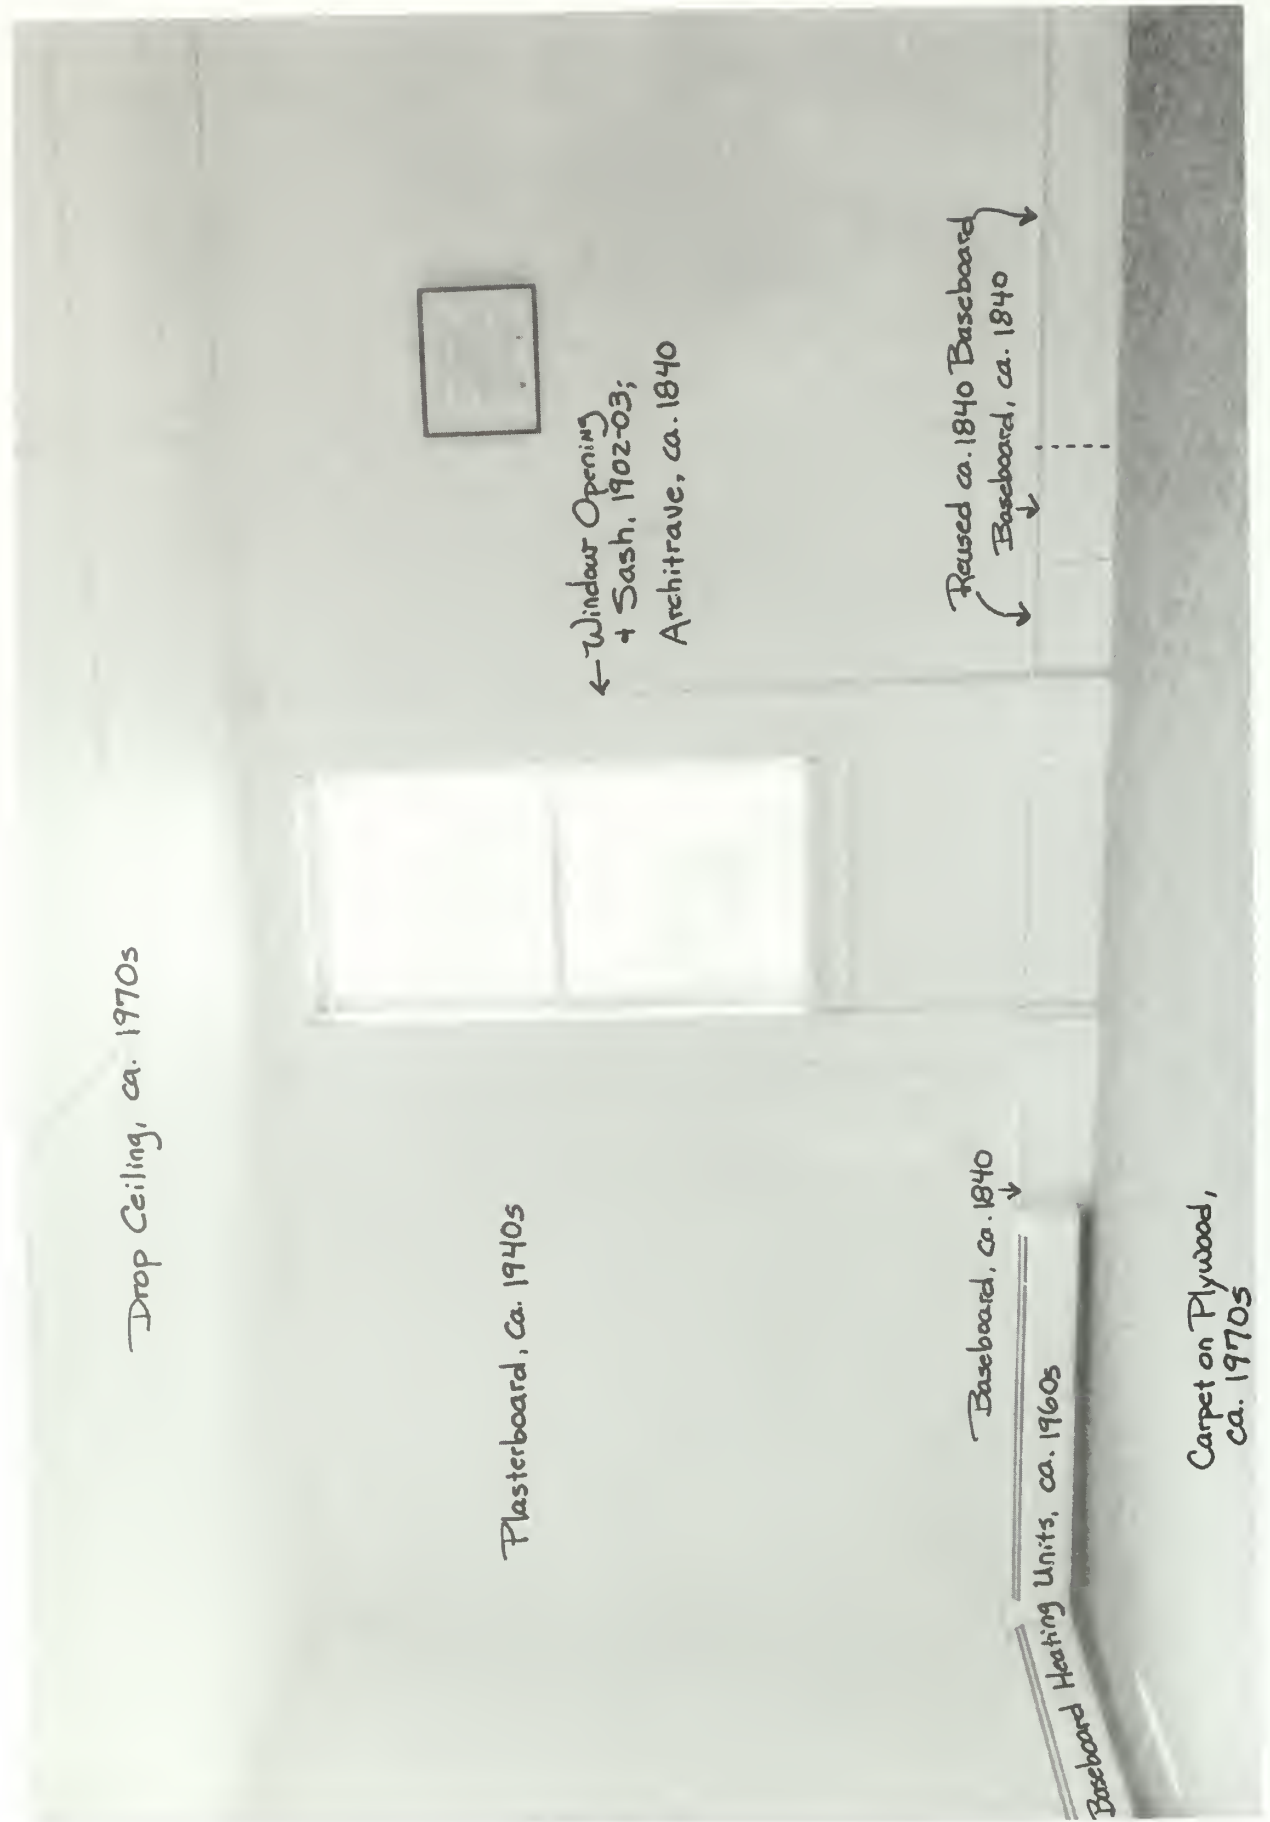 Drop Ceiling, ca. 1970s
Plasterboard, Ca. 1940s
← Window Opening
+ Sash, 1902-03;
Architrave, ca. 1840
Reused ca. 1840 Baseboard
Baseboard, ca. 1840
Baseboard, ca. 1840
Baseboard Heating Units, ca. 1960s
Carpet on Plywood,
ca. 1970s